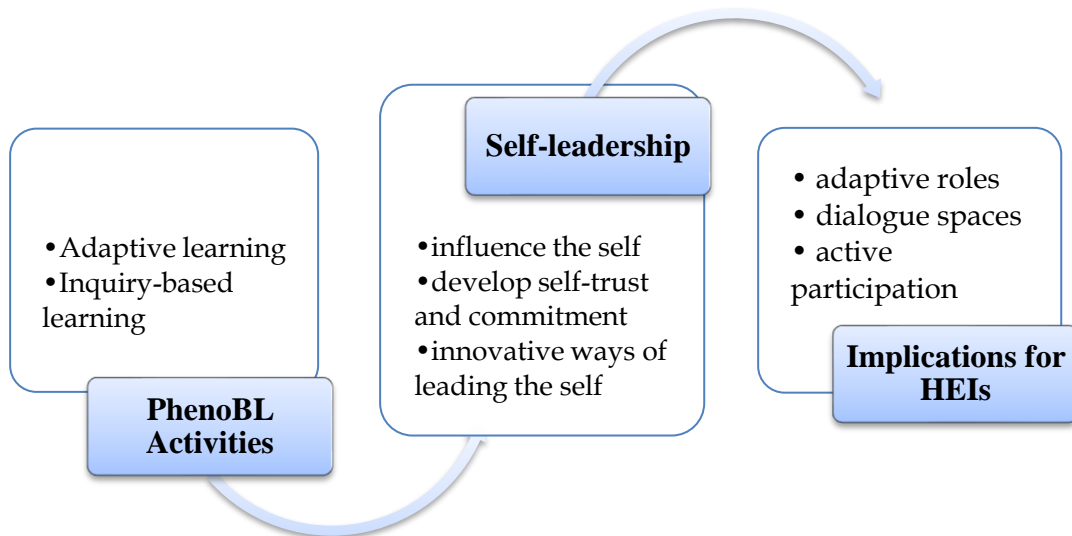 •Adaptive learning
•Inquiry-based
learning
PhenoBL
Activities
Self-leadership
•influence the self
•develop self-trust
and commitment
•innovative ways of
leading the self
• adaptive roles
• dialogue spaces
• active
participation
Implications for
HEIs